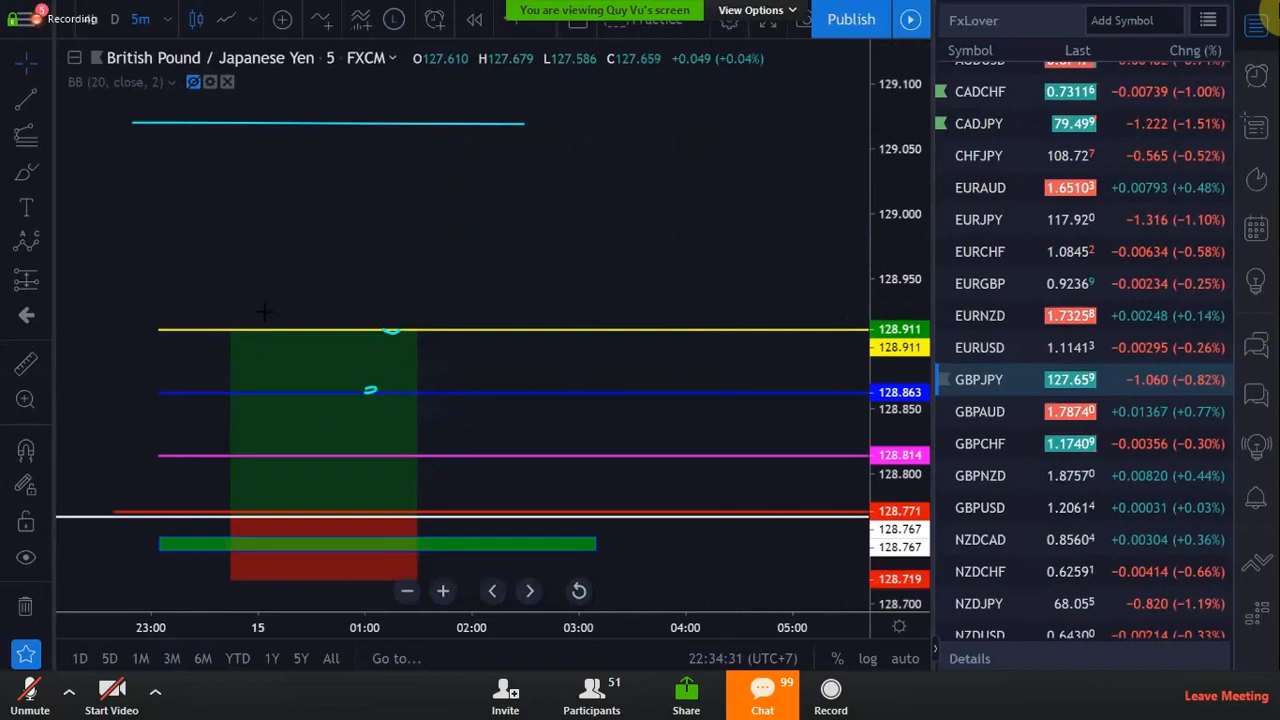 5
Recording
D 5m
You are viewing Quy Vu's screen
View Options
Publish
FxLover
Add Symbol
British Pound / Japanese Yen · 5 · FXCM
O127.610 H127.679 L127.586 C127.659 +0.049 (+0.04%)
BB (20, close, 2)
Symbol Last Chng (%)
CADCHF 0.73116 −0.00739 (−1.00%)
CADJPY 79.499 −1.222 (−1.51%)
CHFJPY 108.727 −0.565 (−0.52%)
EURAUD 1.65103 +0.00793 (+0.48%)
EURJPY 117.920 −1.316 (−1.10%)
EURCHF 1.08452 −0.00634 (−0.58%)
EURGBP 0.92369 −0.00234 (−0.25%)
EURNZD 1.73258 +0.00248 (+0.14%)
EURUSD 1.11413 −0.00295 (−0.26%)
GBPJPY 127.659 −1.060 (−0.82%)
GBPAUD 1.78740 +0.01367 (+0.77%)
GBPCHF 1.17409 −0.00356 (−0.30%)
GBPNZD 1.87570 +0.00820 (+0.44%)
GBPUSD 1.20614 +0.00031 (+0.03%)
NZDCAD 0.85604 +0.00304 (+0.36%)
NZDCHF 0.62591 −0.00414 (−0.66%)
NZDJPY 68.055 −0.820 (−1.19%)
NZDUSD 0.6430 −0.00214 (−0.33%)
Details
129.100
129.050
129.000
128.950
128.911
128.911
128.863
128.850
128.814
128.800
128.771
128.767
128.767
128.719
128.700
23:00 15 01:00 02:00 03:00 04:00 05:00
1D 5D 1M 3M 6M YTD 1Y 5Y All Go to... 22:34:31 (UTC+7) % log auto
Unmute
Start Video
Invite
51
Participants
Share
99
Chat
Record
Leave Meeting